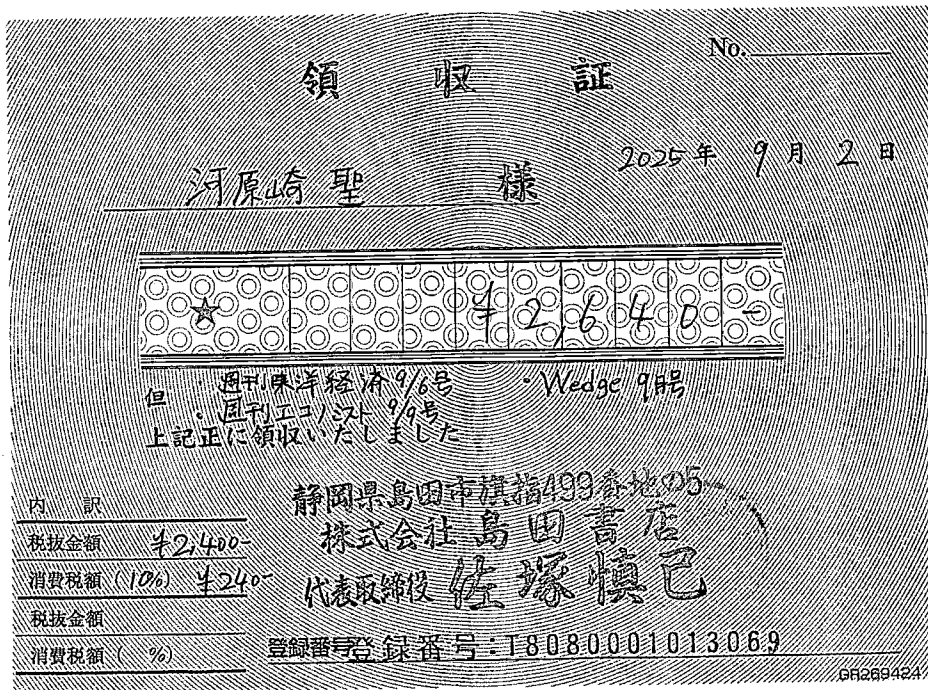 No.
領収証
2025年 9月 2日
河原崎 聖 様
★ ¥2,640-
但 ・週刊東洋経済 9/6号 ・Wedge 9月号
・週刊エコノミスト 9/9号
上記正に領収いたしました
静岡県島田市旗指499番地の5
株式会社 島田書店
代表取締役 佐塚慎己
内 訳
税抜金額 ¥2,400-
消費税額 (10%) ¥240-
税抜金額
消費税額 ( %)
登録番号登録番号:T8080001013069
GR269424